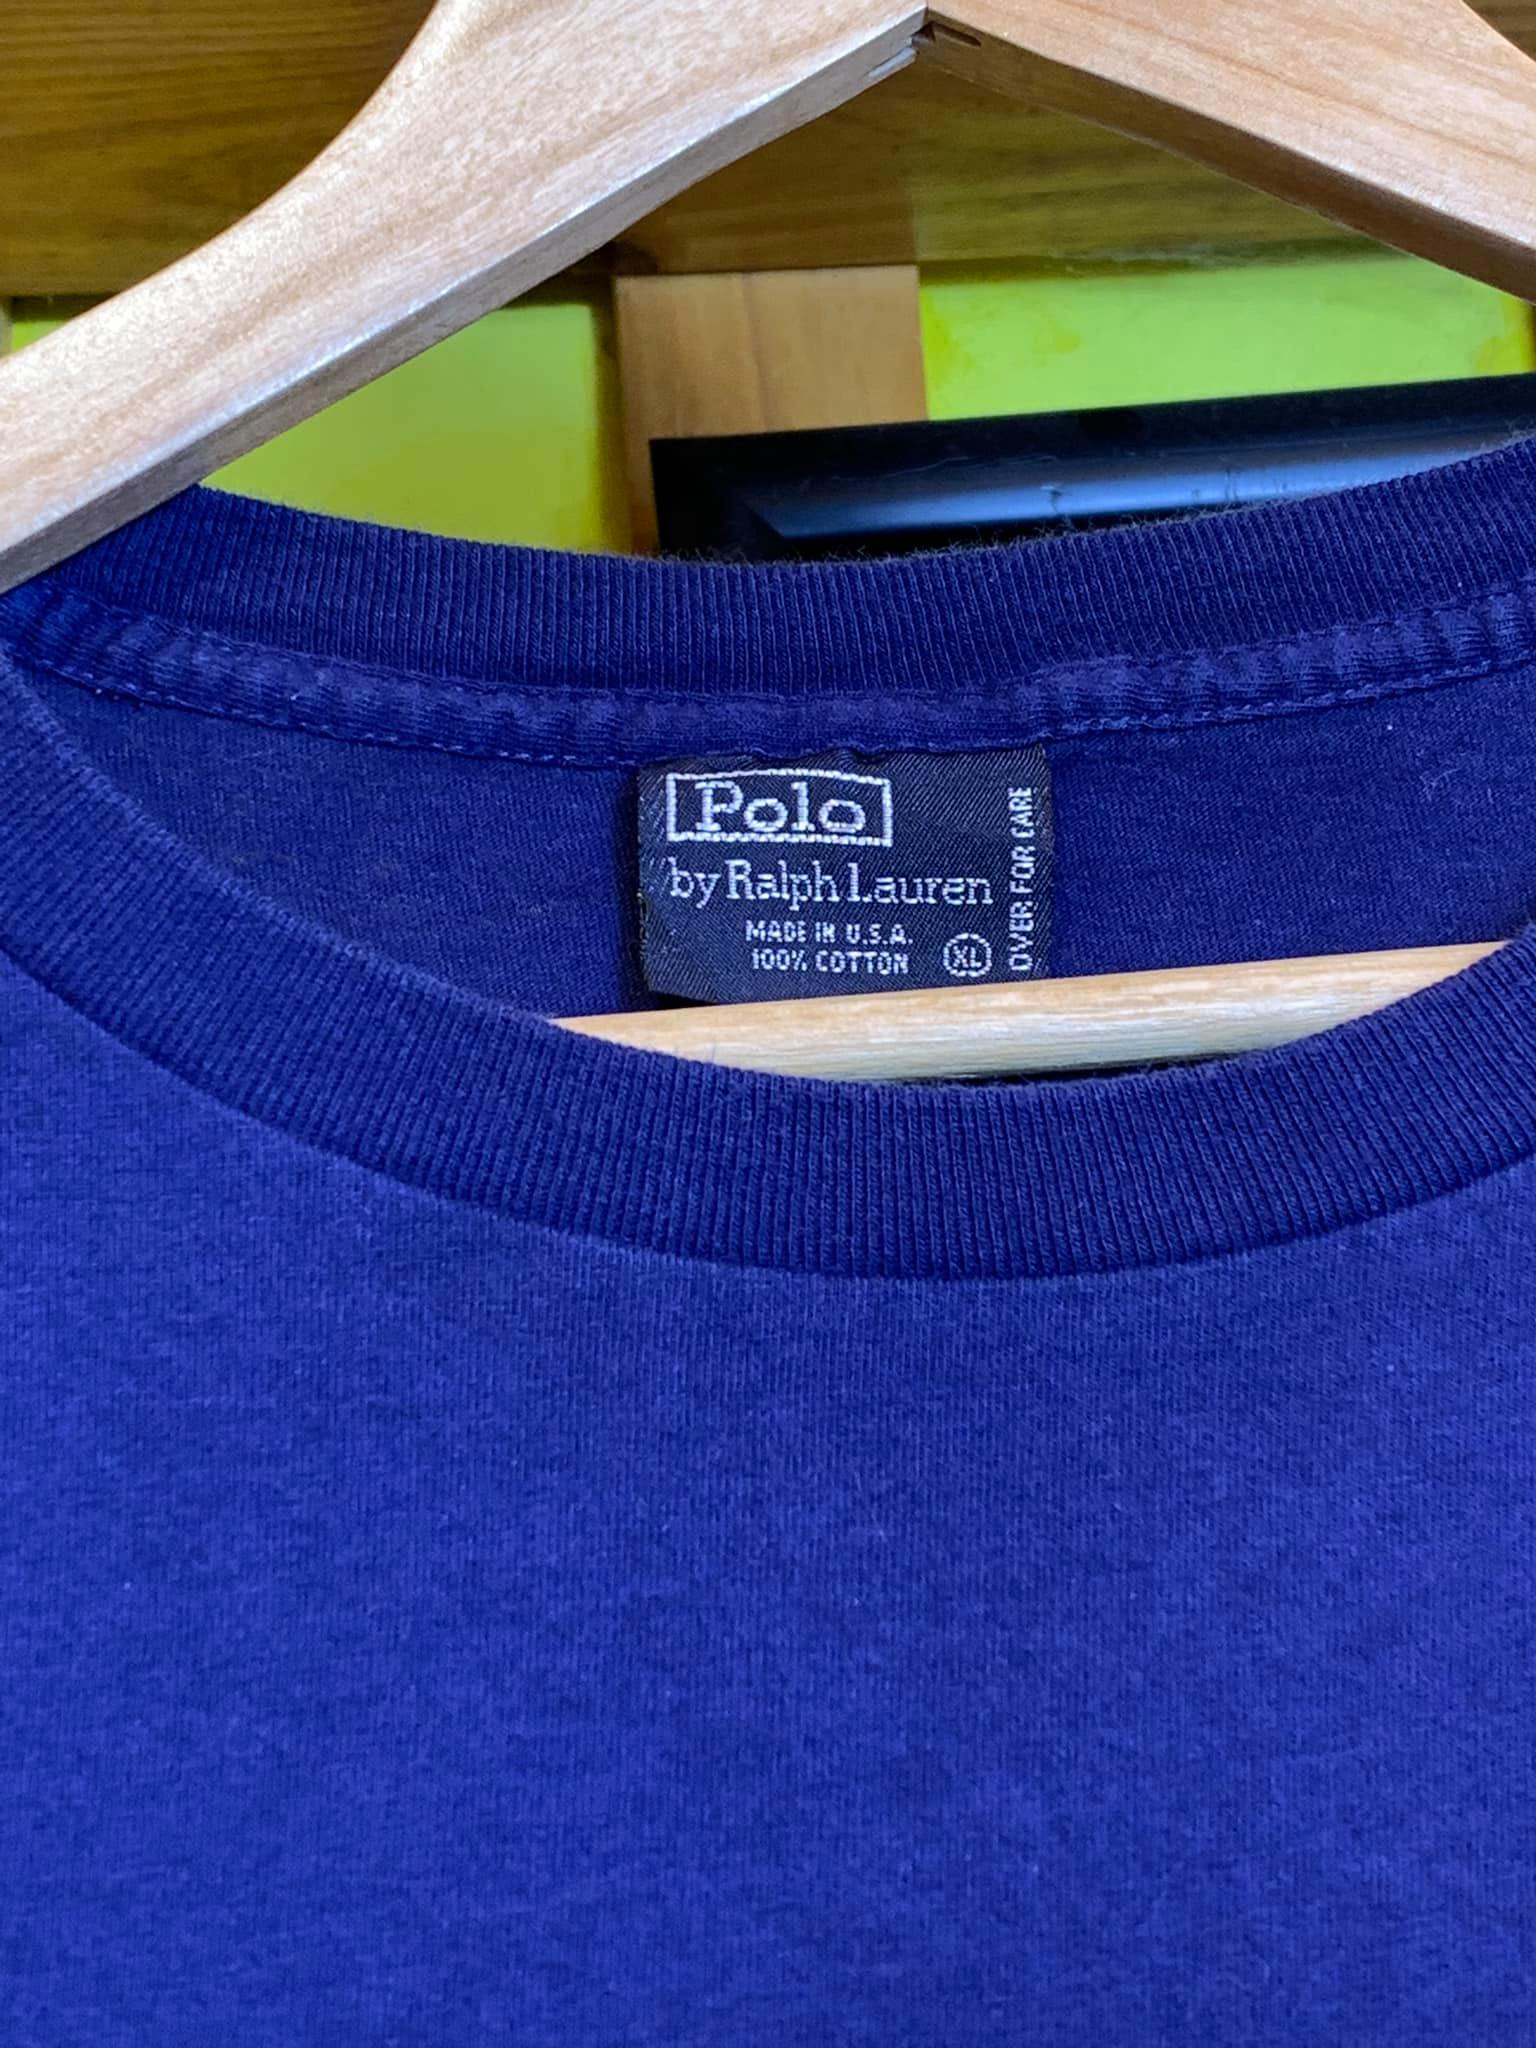 Polo
by Ralph Lauren
MADE IN U.S.A.
100% COTTON
XL
OVER FOR CARE